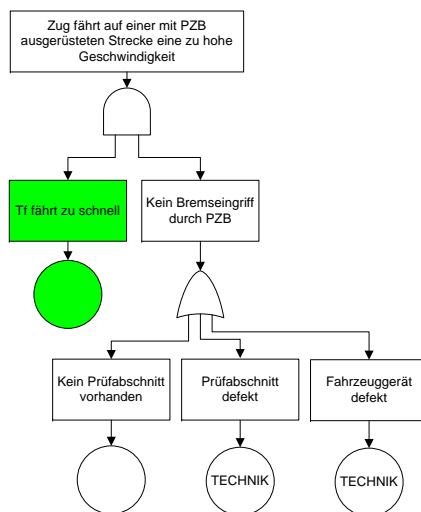 Zug fährt auf einer mit PZB
ausgerüsteten Strecke eine zu hohe
Geschwindigkeit
Tf fährt zu schnell
Kein Bremseingriff
durch PZB
Kein Prüfabschnitt
vorhanden
Prüfabschnitt
defekt
Fahrzeuggerät
defekt
TECHNIK
TECHNIK